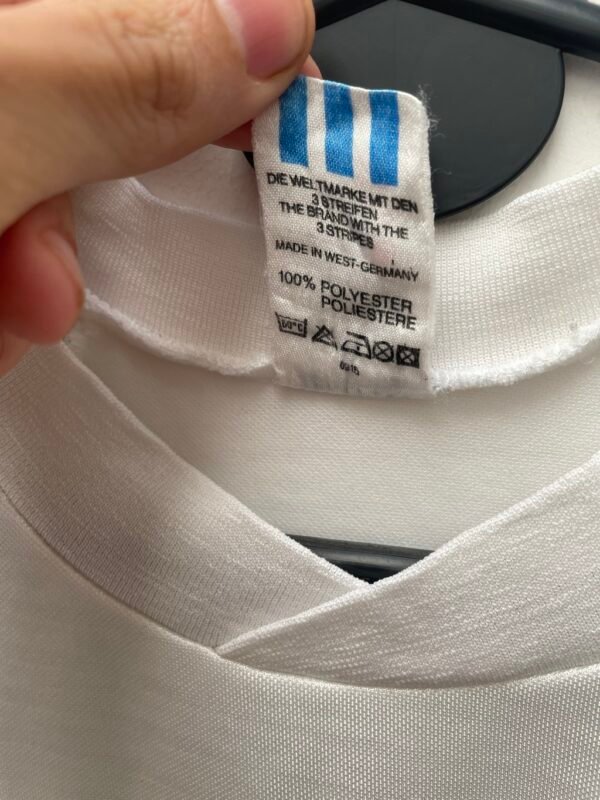 DIE WELTMARKE MIT DEN
3 STREIFEN
THE BRAND WITH THE
3 STRIPES
MADE IN WEST-GERMANY
100% POLYESTER
POLIESTERE
60°C